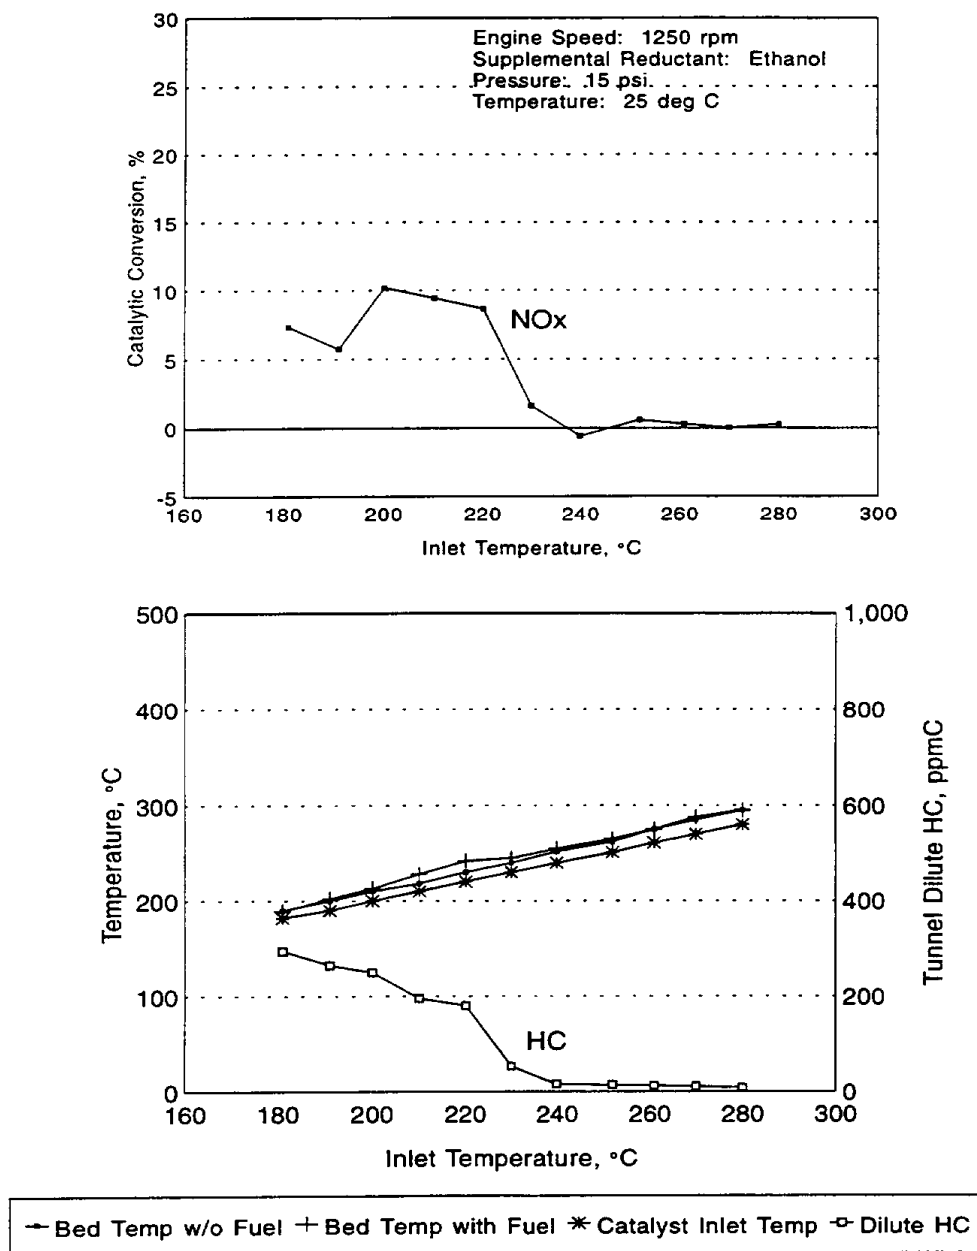 Engine Speed: 1250 rpm
Supplemental Reductant: Ethanol
Pressure: 15 psi.
Temperature: 25 deg C
Catalytic Conversion, %
30
25
20
15
10
5
0
-5
NOx
160 180 200 220 240 260 280 300
Inlet Temperature, °C
Temperature, °C
500
400
300
200
100
0
1,000
800
600
400
200
0
Tunnel Dilute HC, ppmC
HC
160 180 200 220 240 260 280 300
Inlet Temperature, °C
Bed Temp w/o Fuel Bed Temp with Fuel Catalyst Inlet Temp Dilute HC